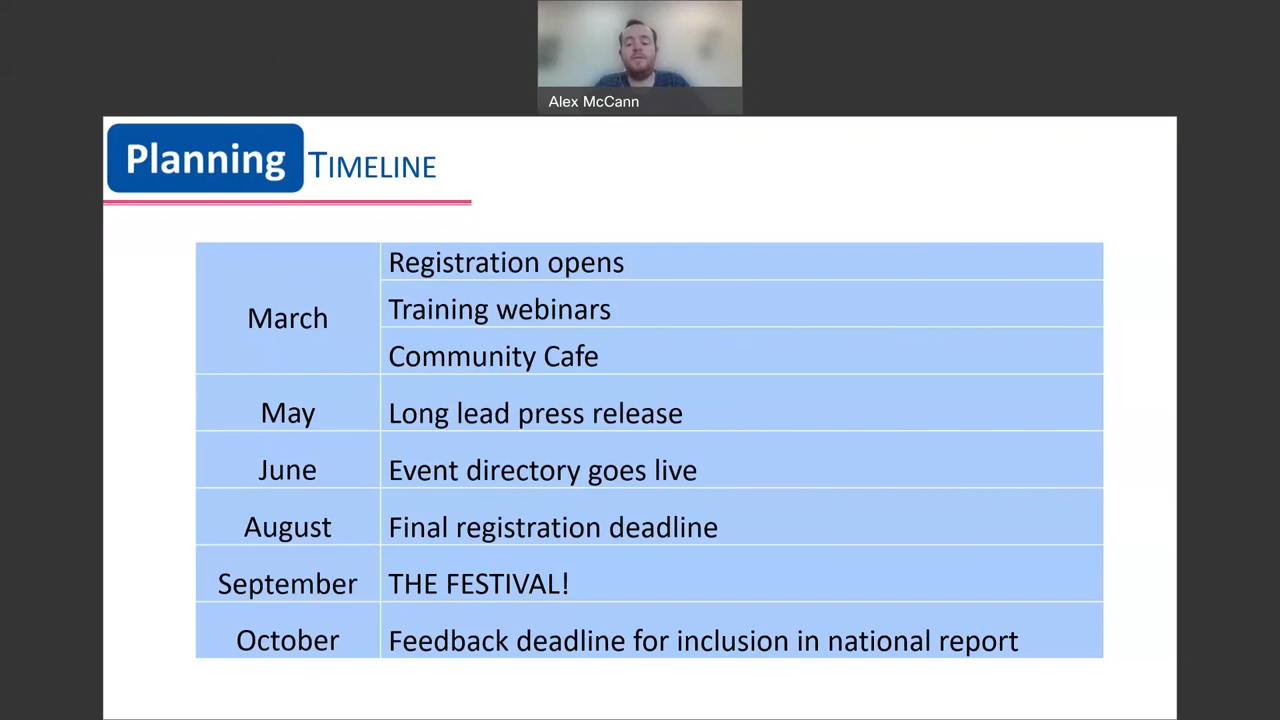 Alex McCann
Planning TIMELINE
March
Registration opens
Training webinars
Community Cafe
May Long lead press release
June Event directory goes live
August Final registration deadline
September THE FESTIVAL!
October Feedback deadline for inclusion in national report